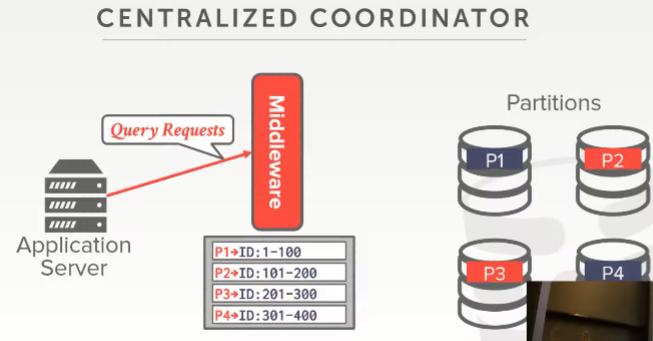 CENTRALIZED COORDINATOR
Query Requests
Middleware
Application
Server
P1→ID:1-100
P2→ID:101-200
P3→ID:201-300
P4→ID:301-400
Partitions
P1
P2
P3
P4